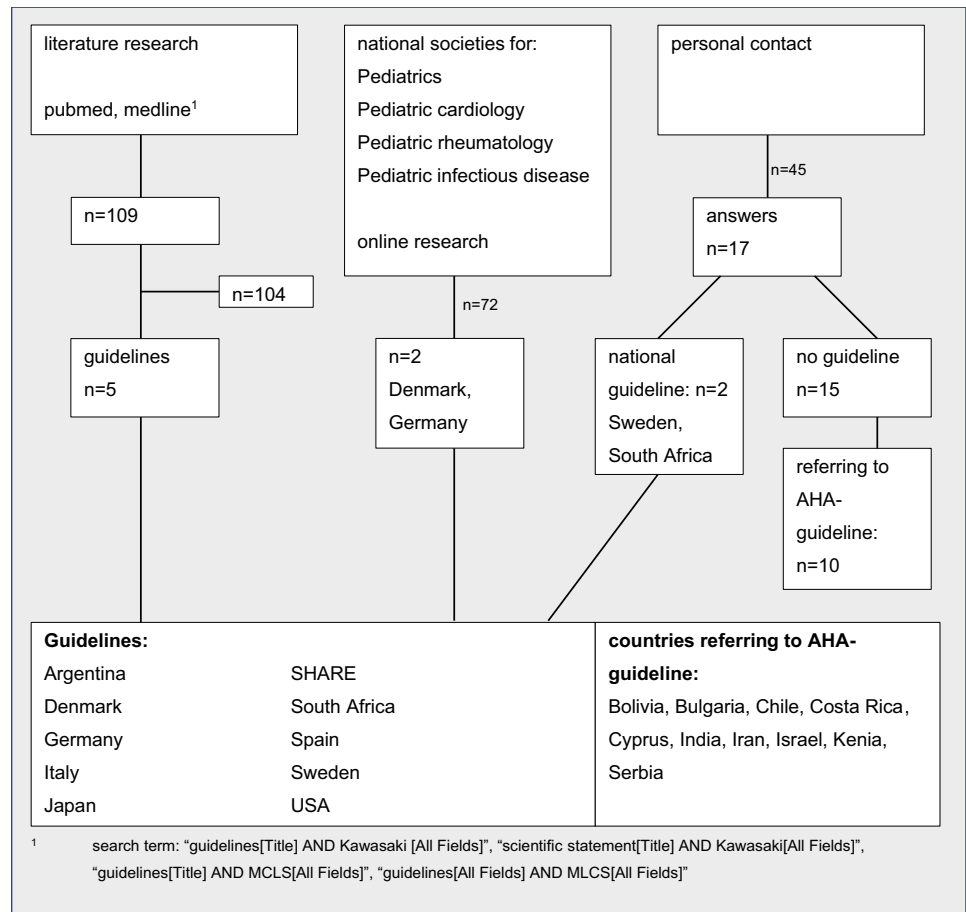 literature research
pubmed, medline¹
n=109
n=104
guidelines
n=5
national societies for:
Pediatrics
Pediatric cardiology
Pediatric rheumatology
Pediatric infectious disease
online research
n=72
n=2
Denmark,
Germany
personal contact
n=45
answers
n=17
national
guideline: n=2
Sweden,
South Africa
no guideline
n=15
referring to
AHA-
guideline:
n=10
Guidelines:
Argentina
Denmark
Germany
Italy
Japan
SHARE
South Africa
Spain
Sweden
USA
countries referring to AHA-
guideline:
Bolivia, Bulgaria, Chile, Costa Rica,
Cyprus, India, Iran, Israel, Kenia,
Serbia
¹ search term: “guidelines[Title] AND Kawasaki [All Fields]”, “scientific statement[Title] AND Kawasaki[All Fields]”,
“guidelines[Title] AND MCLS[All Fields]”, “guidelines[All Fields] AND MLCS[All Fields]”